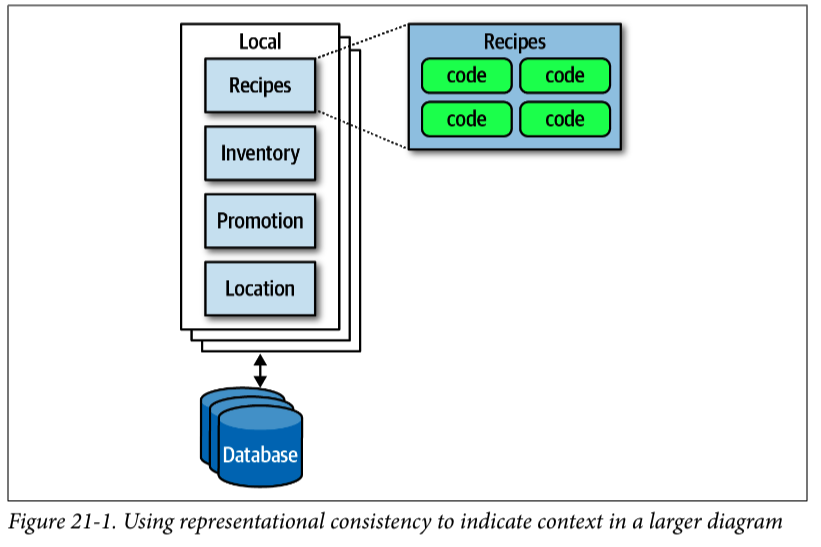 Local
Recipes
Inventory
Promotion
Location
Recipes
code code
code code
Database
Figure 21-1. Using representational consistency to indicate context in a larger diagram